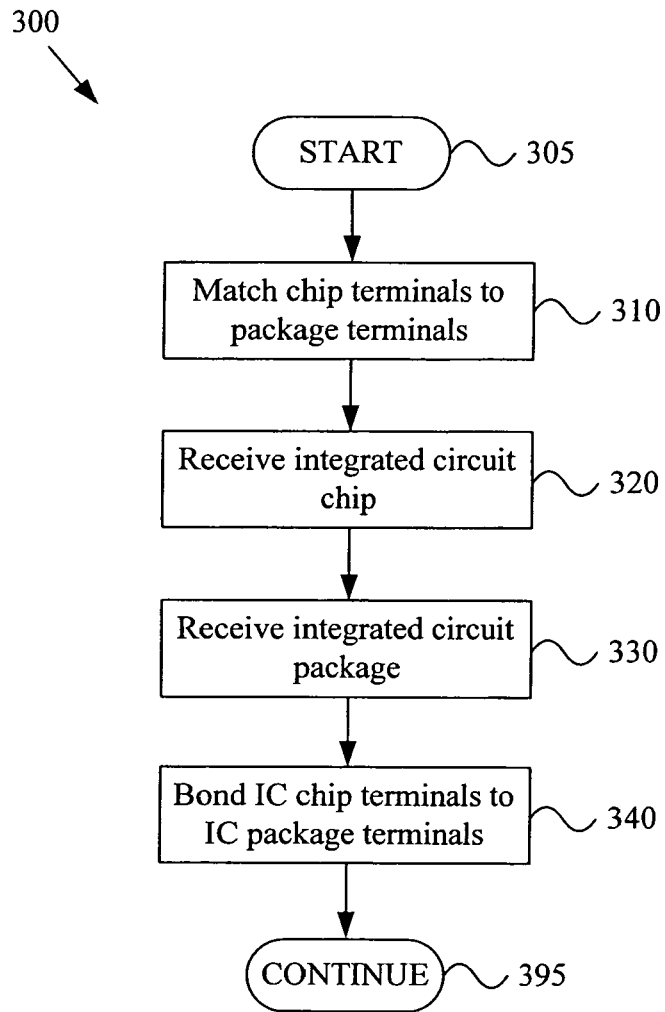 300
START
305
Match chip terminals to
package terminals
310
Receive integrated circuit
chip
320
Receive integrated circuit
package
330
Bond IC chip terminals to
IC package terminals
340
CONTINUE
395